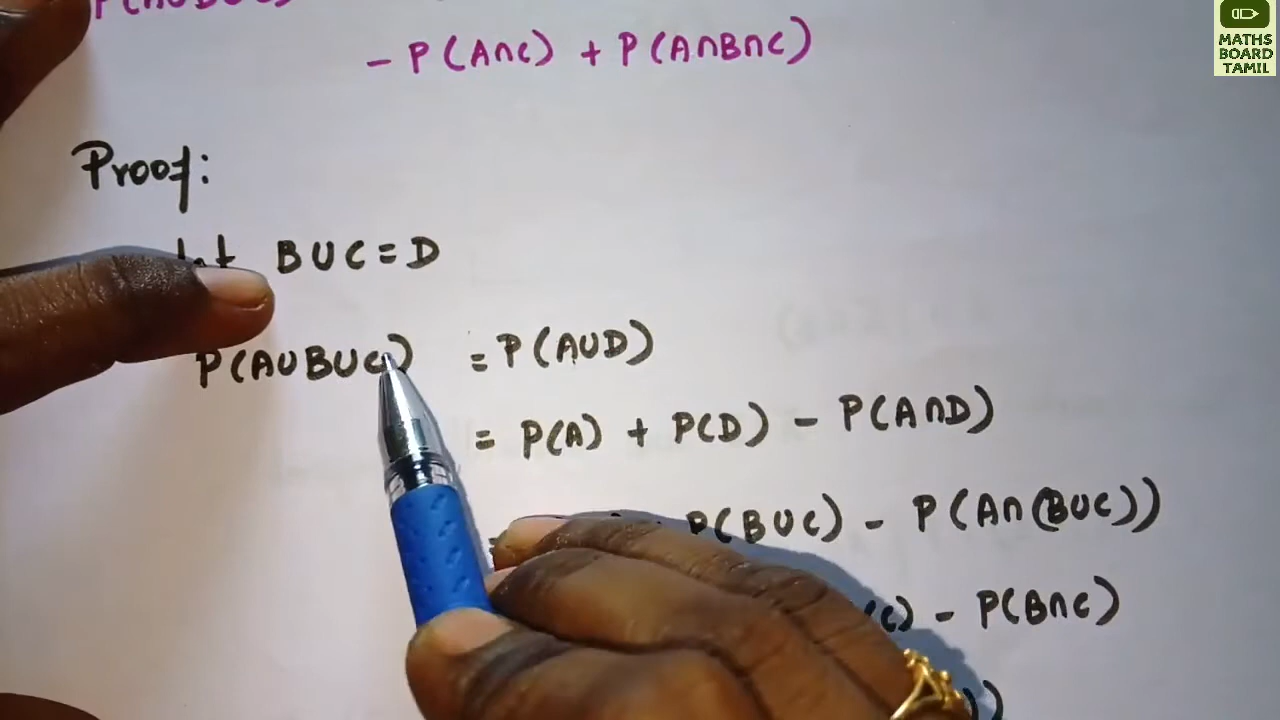 - P(A∩C) + P(A∩B∩C)
MATHS
BOARD
TAMIL
Proof:
B∪C=D
P(A∪B∪C) = P(A∪D)
= P(A) + P(D) - P(A∩D)
P(B∪C) - P(A∩(B∪C))
- P(B∩C)